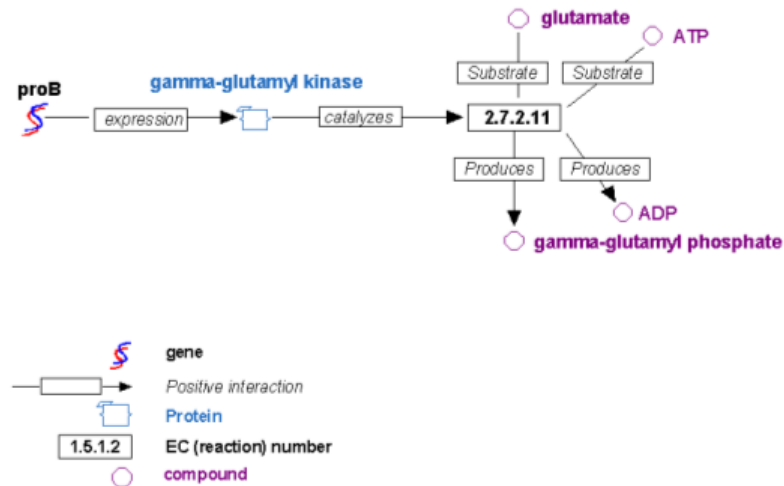 glutamate
ATP
proB
gamma-glutamyl kinase
Substrate
Substrate
expression
catalyzes
2.7.2.11
Produces
Produces
ADP
gamma-glutamyl phosphate
gene
Positive interaction
Protein
1.5.1.2
EC (reaction) number
compound